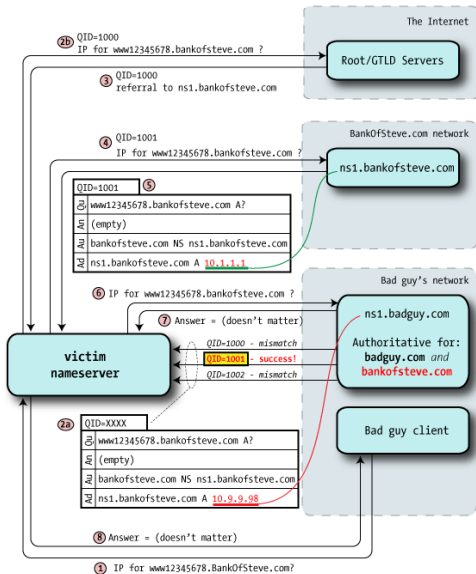 The Internet
2b QID=1000
IP for www12345678.bankofsteve.com ?
Root/GTLD Servers
3 QID=1000
referral to ns1.bankofsteve.com
BankOfSteve.com network
4 QID=1001
IP for www12345678.bankofsteve.com ?
ns1.bankofsteve.com
5
QID=1001
Qu www12345678.bankofsteve.com A?
An (empty)
Au bankofsteve.com NS ns1.bankofsteve.com
Ad ns1.bankofsteve.com A 10.1.1.1
Bad guy's network
6 IP for www12345678.bankofsteve.com ?
7 Answer = (doesn't matter)
ns1.badguy.com
Authoritative for:
badguy.com and
bankofsteve.com
victim
nameserver
QID=1000 - mismatch
QID=1001 - success!
QID=1002 - mismatch
2a QID=XXXX
Qu www12345678.bankofsteve.com A?
An (empty)
Au bankofsteve.com NS ns1.bankofsteve.com
Ad ns1.bankofsteve.com A 10.9.9.98
Bad guy client
8 Answer = (doesn't matter)
1 IP for www12345678.BankOfSteve.com?